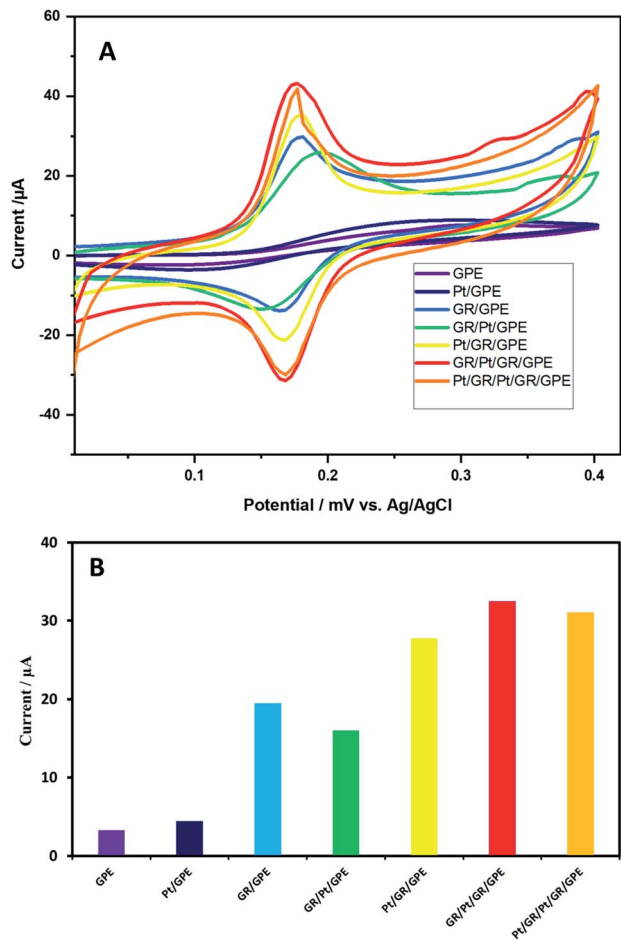 A
60
40
20
0
-20
-40
Current /µA
GPE
Pt/GPE
GR/GPE
GR/Pt/GPE
Pt/GR/GPE
GR/Pt/GR/GPE
Pt/GR/Pt/GR/GPE
0.1 0.2 0.3 0.4
Potential / mV vs. Ag/AgCl
B
40
30
20
10
0
Current / µA
GPE
Pt/GPE
GR/GPE
GR/Pt/GPE
Pt/GR/GPE
GR/Pt/GR/GPE
Pt/GR/Pt/GR/GPE